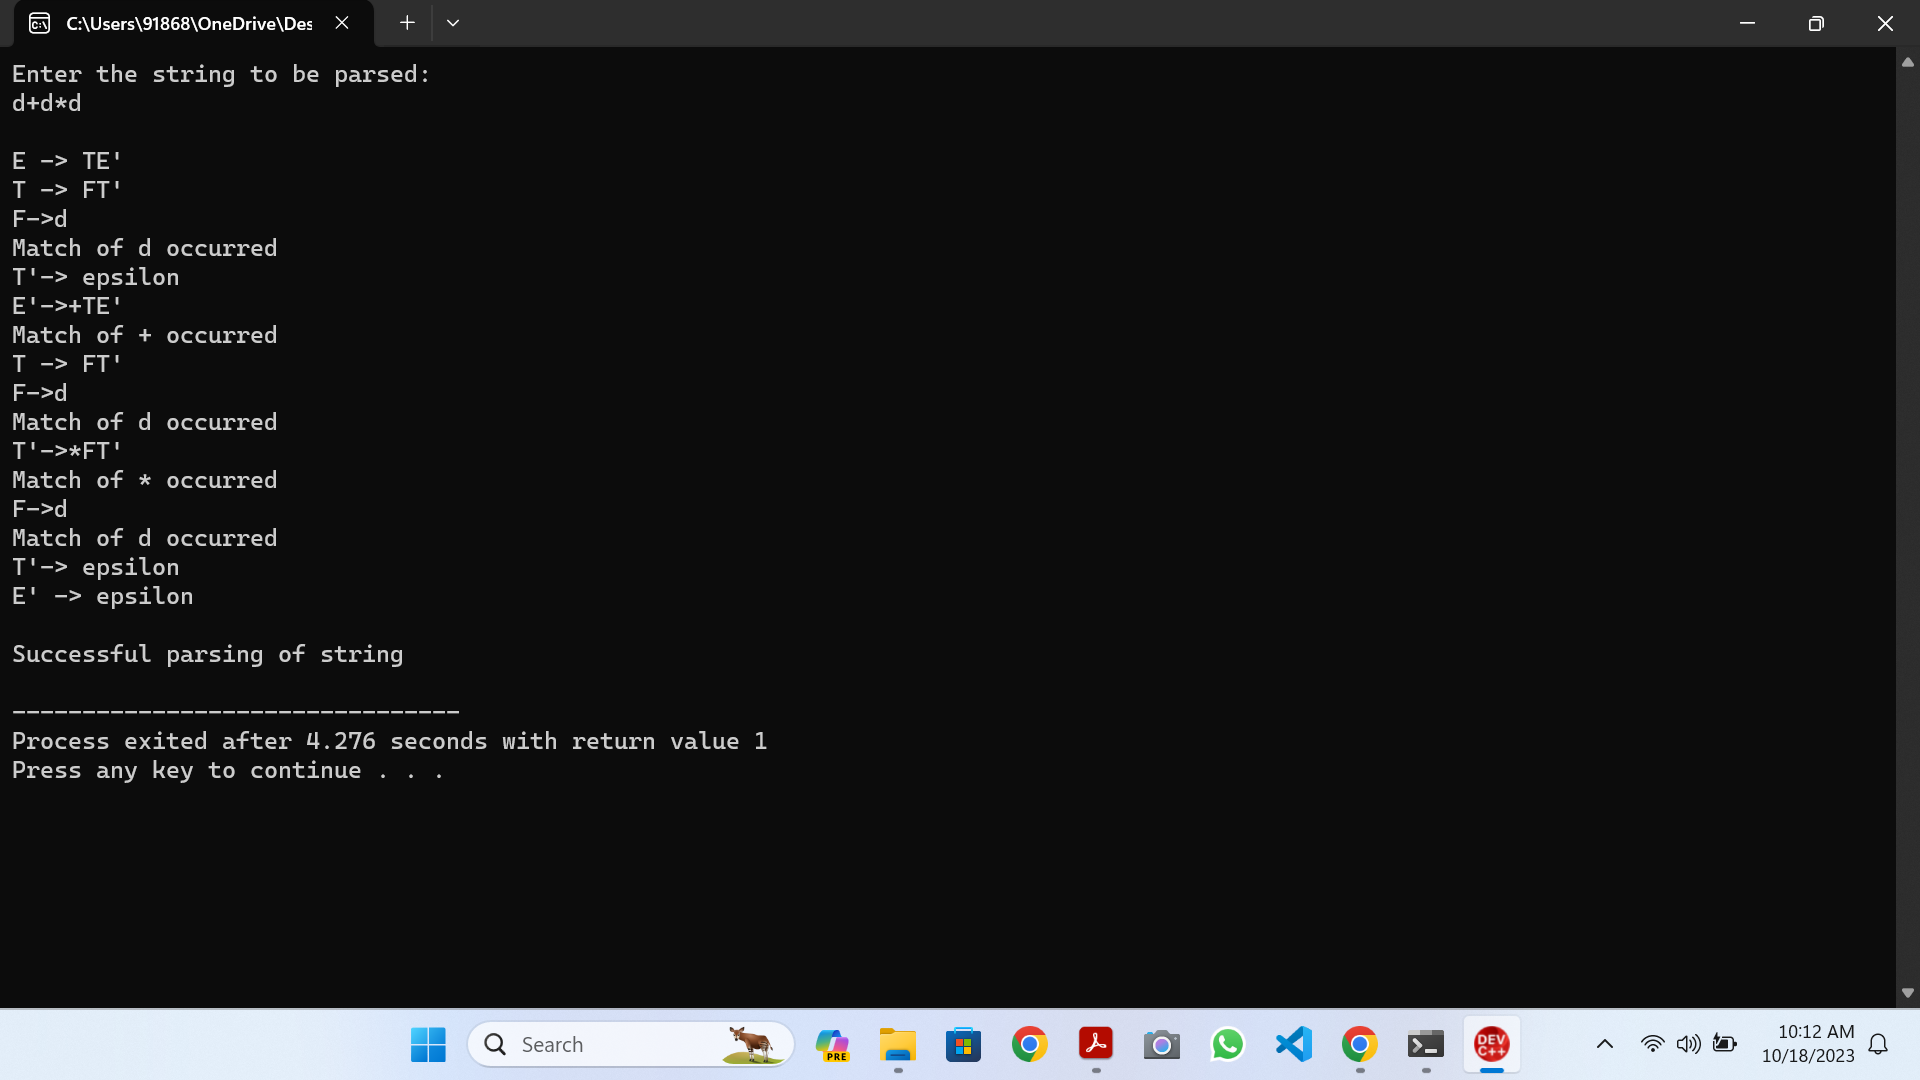 C:\Users\91868\OneDrive\Des
Enter the string to be parsed:
d+d*d
E -> TE'
T -> FT'
F->d
Match of d occurred
T'-> epsilon
E'->+TE'
Match of + occurred
T -> FT'
F->d
Match of d occurred
T'->*FT'
Match of * occurred
F->d
Match of d occurred
T'-> epsilon
E' -> epsilon
Successful parsing of string
--------------------------------
Process exited after 4.276 seconds with return value 1
Press any key to continue . . .
Search
PRE
DEV
C++
10:12 AM
10/18/2023